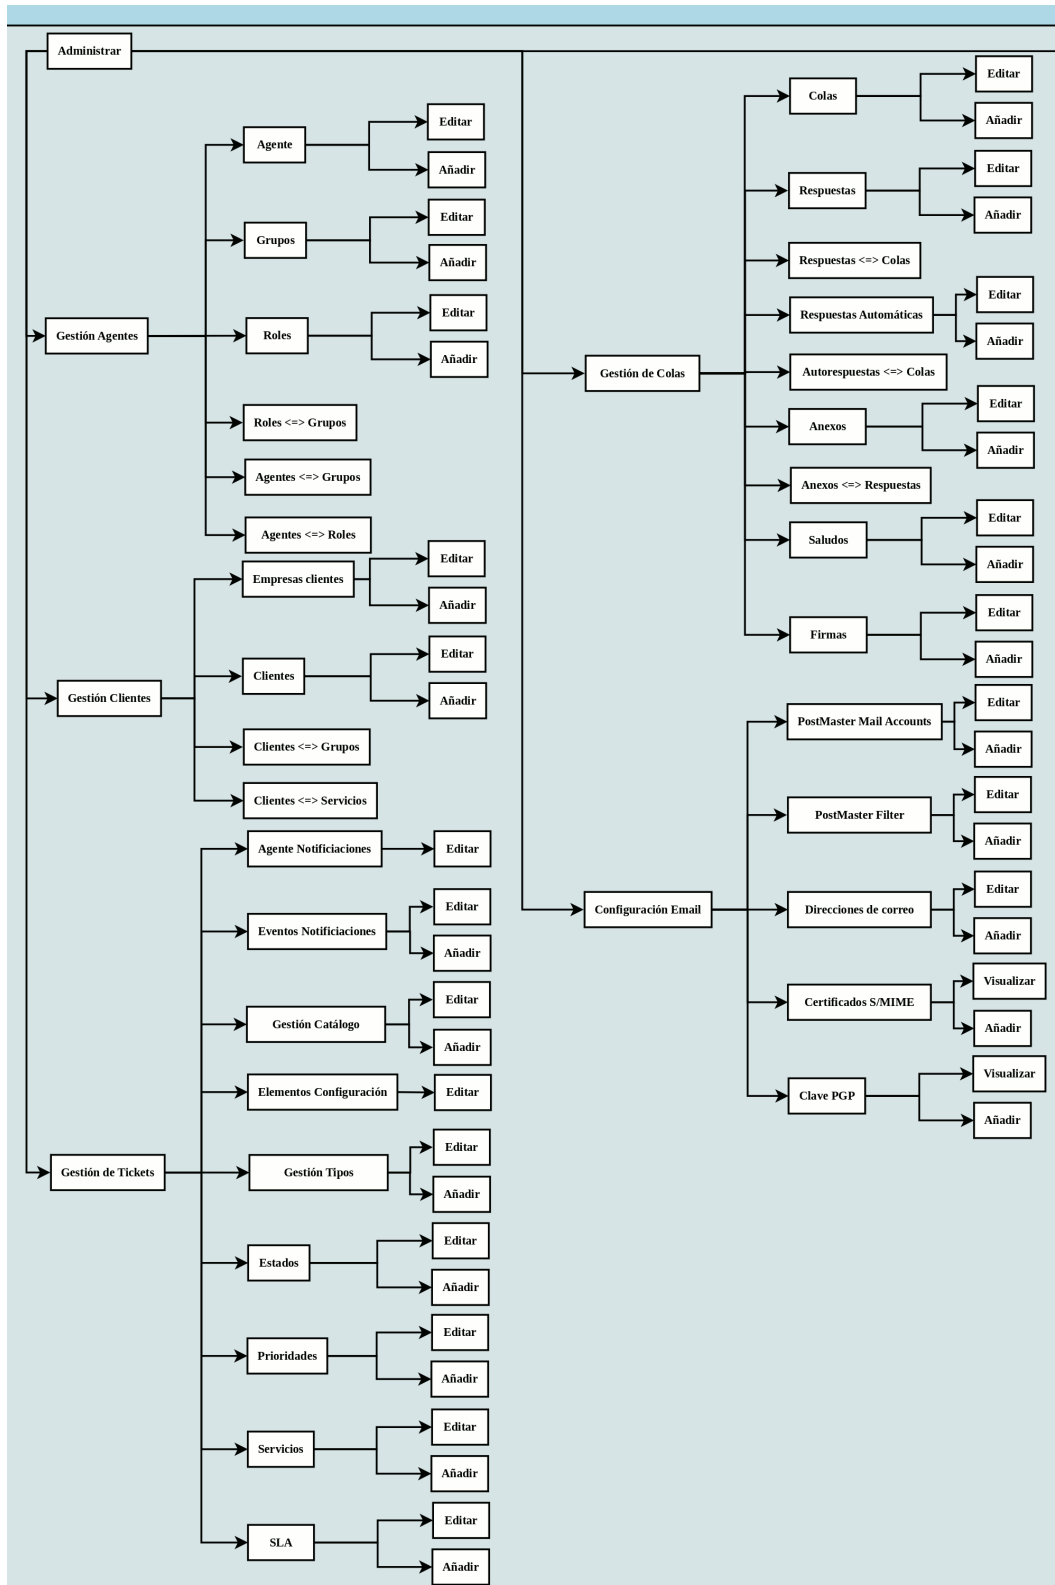 Administrar
Gestión Agentes
Agente
Editar
Añadir
Grupos
Editar
Añadir
Roles
Editar
Añadir
Roles <=> Grupos
Agentes <=> Grupos
Agentes <=> Roles
Gestión Clientes
Empresas clientes
Editar
Añadir
Clientes
Editar
Añadir
Clientes <=> Grupos
Clientes <=> Servicios
Gestión de Tickets
Agente Notificiaciones
Editar
Eventos Notificiaciones
Editar
Añadir
Gestión Catálogo
Editar
Añadir
Elementos Configuración
Editar
Gestión Tipos
Editar
Añadir
Estados
Editar
Añadir
Prioridades
Editar
Añadir
Servicios
Editar
Añadir
SLA
Editar
Añadir
Gestión de Colas
Colas
Editar
Añadir
Respuestas
Editar
Añadir
Respuestas <=> Colas
Respuestas Automáticas
Editar
Añadir
Autorespuestas <=> Colas
Anexos
Editar
Añadir
Anexos <=> Respuestas
Saludos
Editar
Añadir
Firmas
Editar
Añadir
Configuración Email
PostMaster Mail Accounts
Editar
Añadir
PostMaster Filter
Editar
Añadir
Direcciones de correo
Editar
Añadir
Certificados S/MIME
Visualizar
Añadir
Clave PGP
Visualizar
Añadir